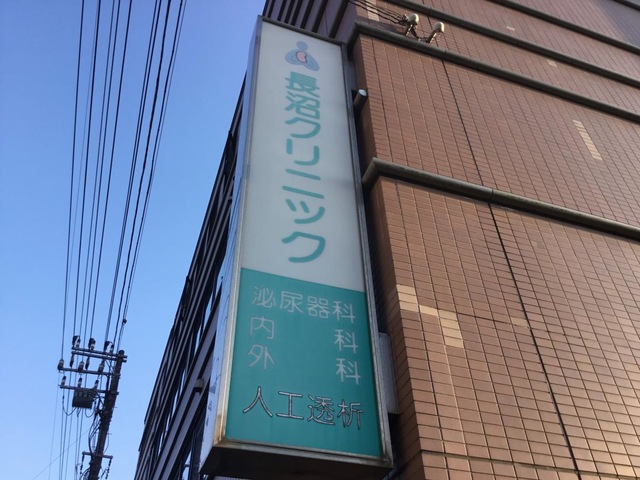 長沼クリニック
泌尿器科
内科
外科
人工透析